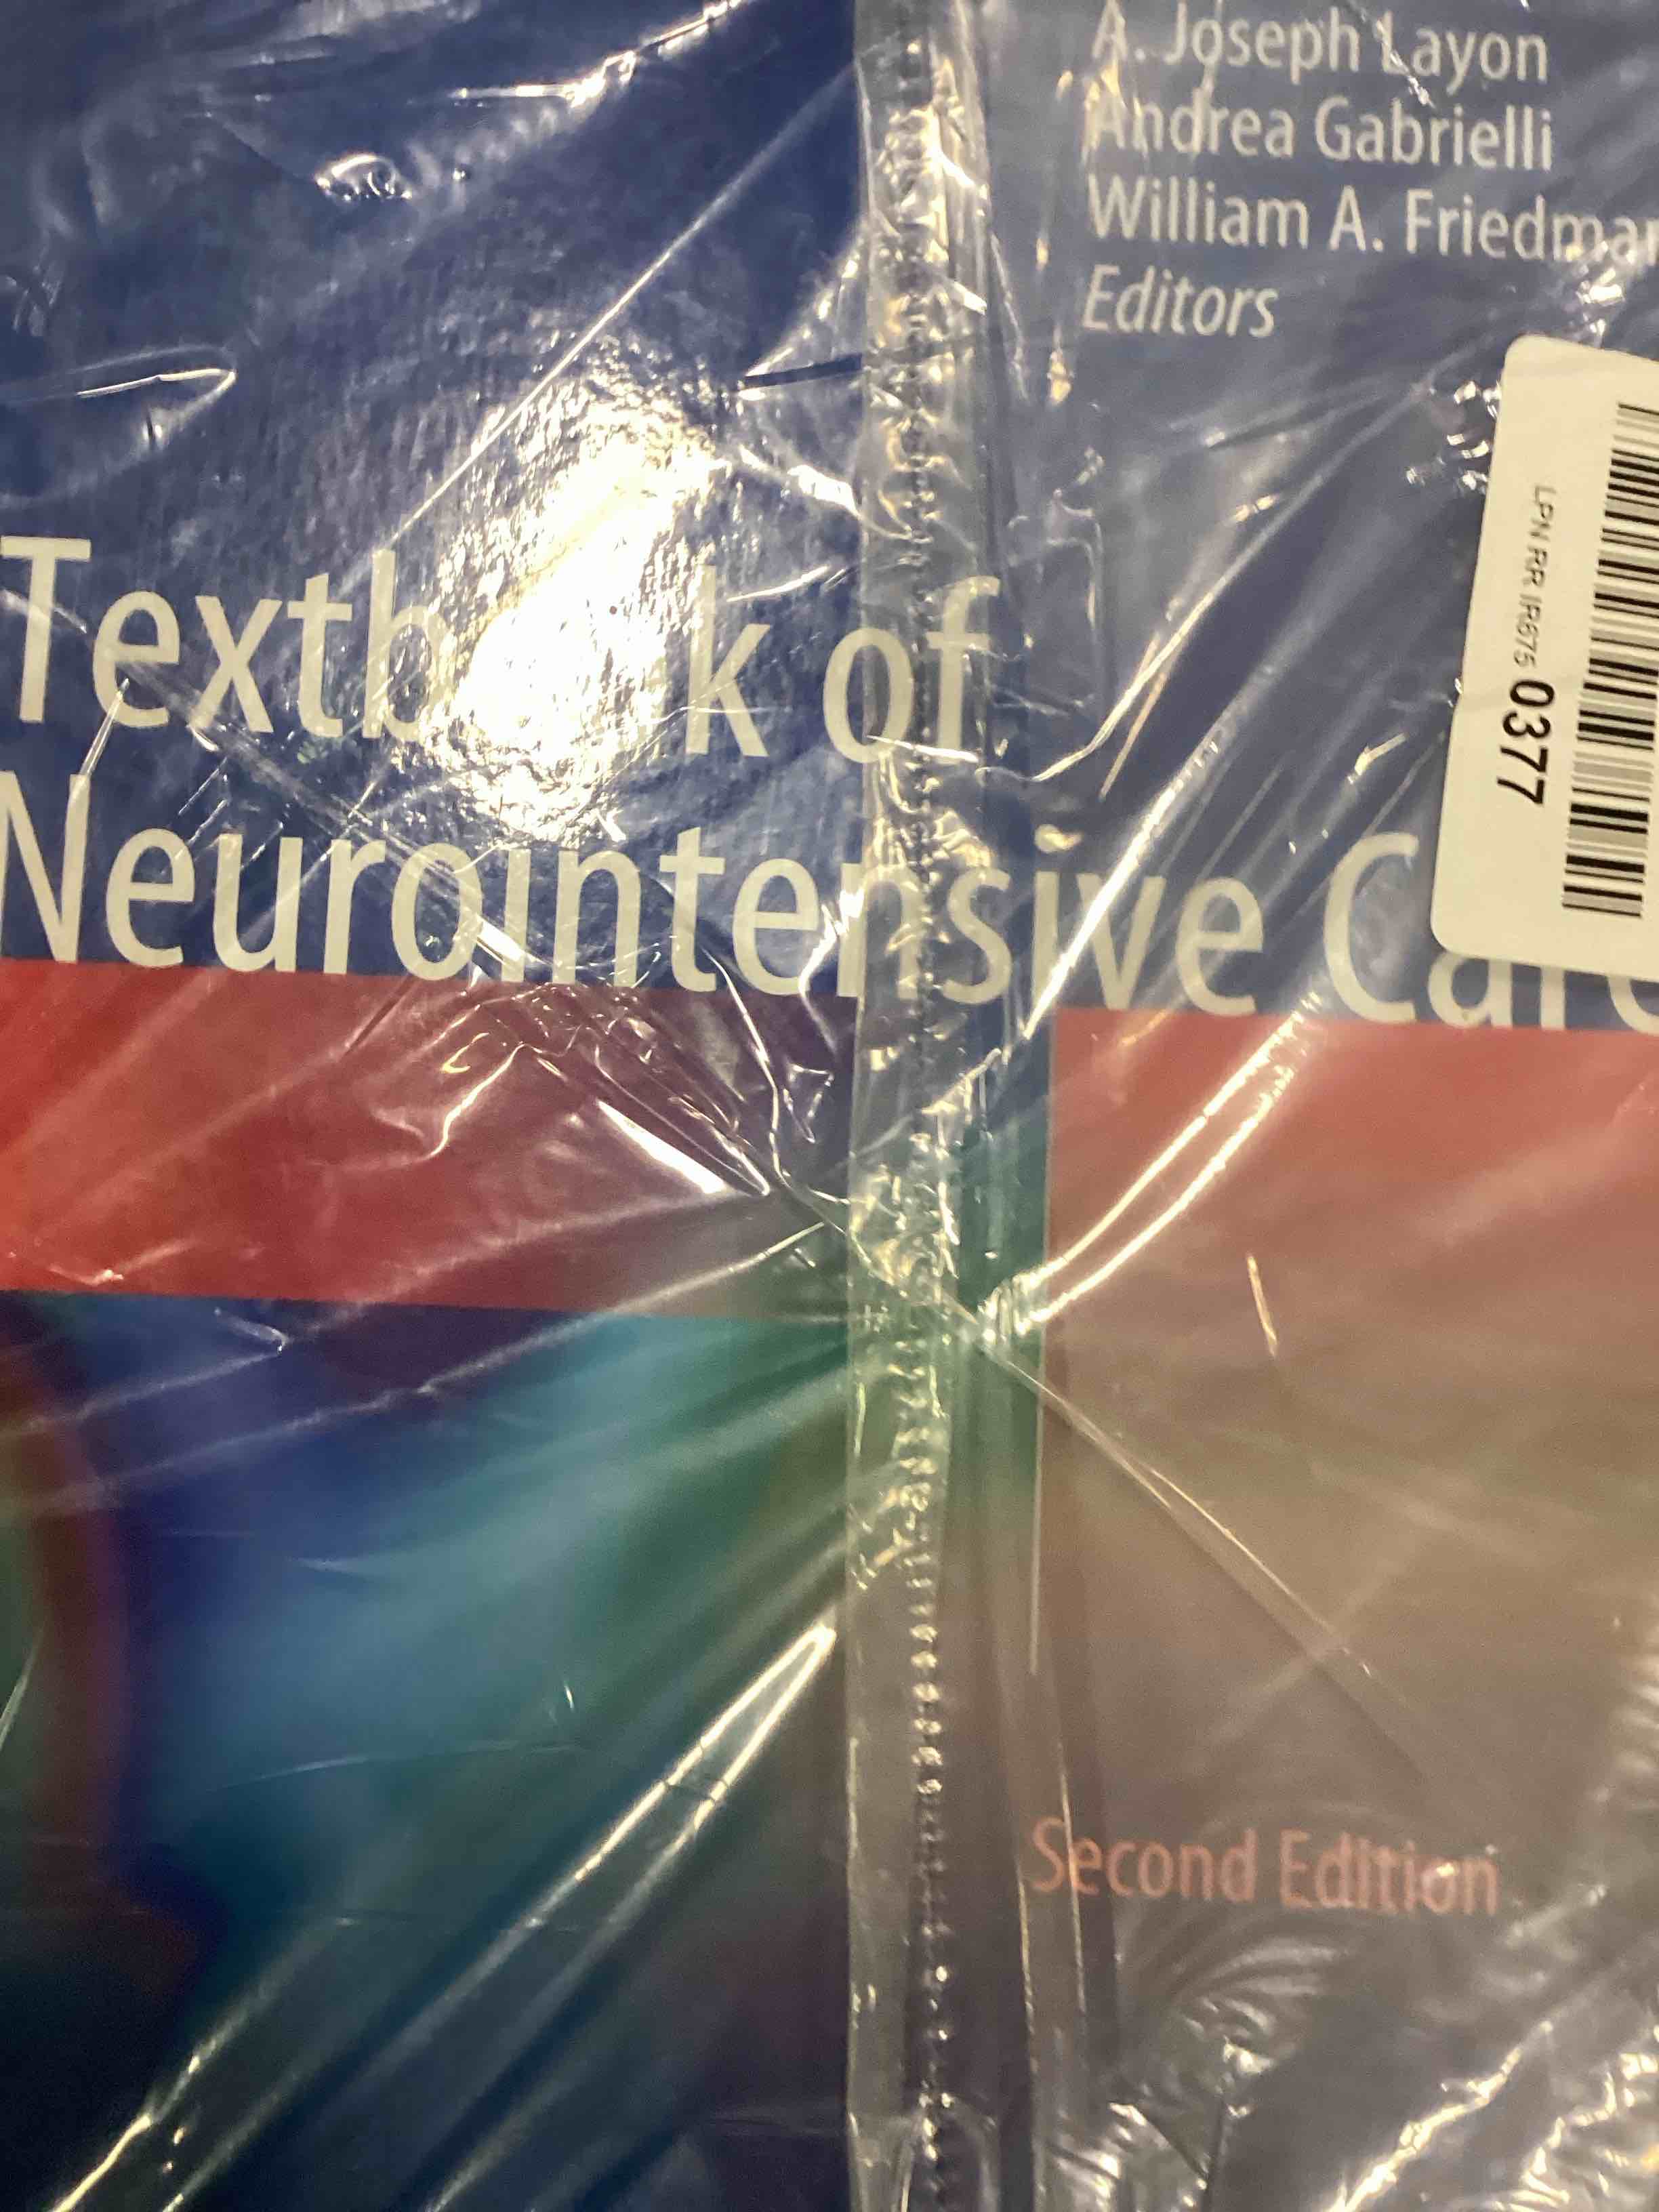 A. Joseph Layon
Andrea Gabrielli
William A. Friedman
Editors
LPN RR IR675 0377
Textbook of
Neurointensive Care
Second Edition